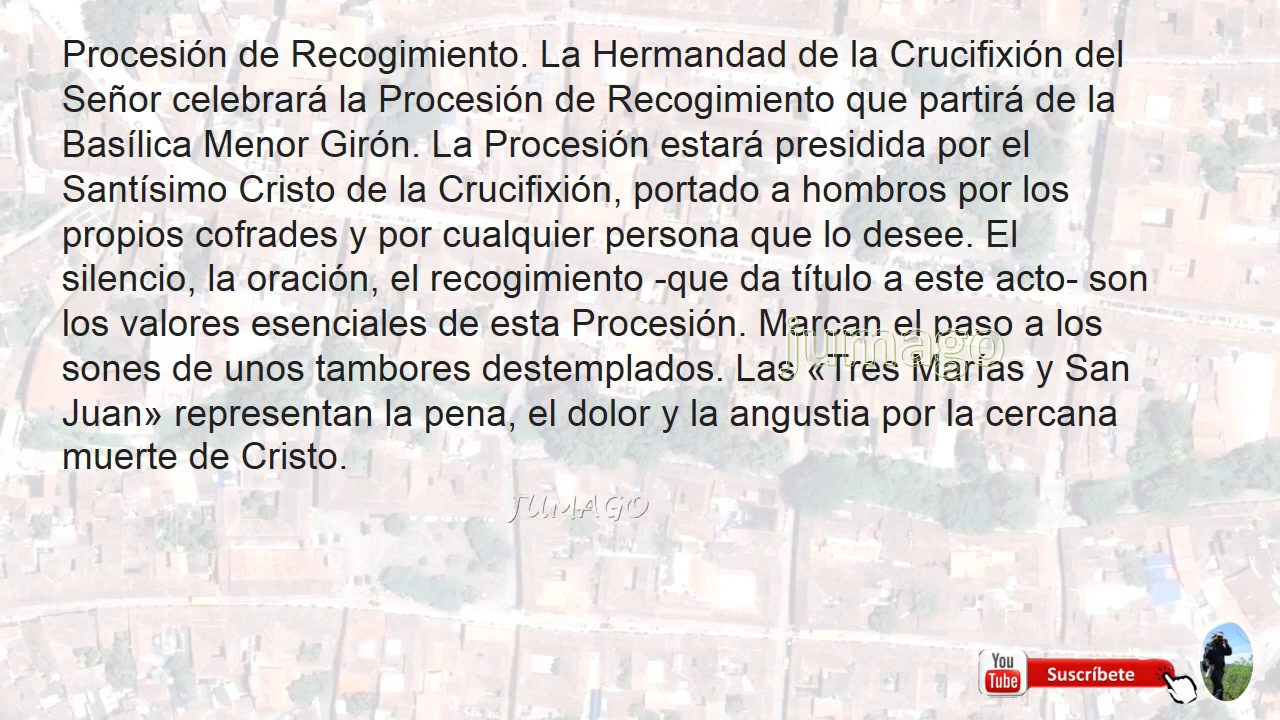 Procesión de Recogimiento. La Hermandad de la Crucifixión del
Señor celebrará la Procesión de Recogimiento que partirá de la
Basílica Menor Girón. La Procesión estará presidida por el
Santísimo Cristo de la Crucifixión, portado a hombros por los
propios cofrades y por cualquier persona que lo desee. El
silencio, la oración, el recogimiento -que da título a este acto- son
los valores esenciales de esta Procesión. Marcan el paso a los
jumago
sones de unos tambores destemplados. Las «Tres Marías y San
Juan» representan la pena, el dolor y la angustia por la cercana
muerte de Cristo.
JUMAGO
You
Tube
Suscríbete